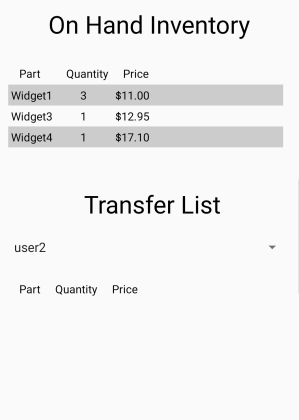 On Hand Inventory
Part Quantity Price
Widget1 3 $11.00
Widget3 1 $12.95
Widget4 1 $17.10
Transfer List
user2
Part Quantity Price